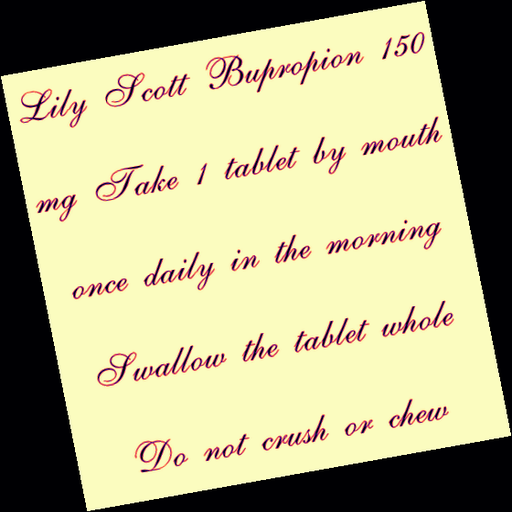 Lily Scott Bupropion 150
mg Take 1 tablet by mouth
once daily in the morning
Swallow the tablet whole
Do not crush or chew